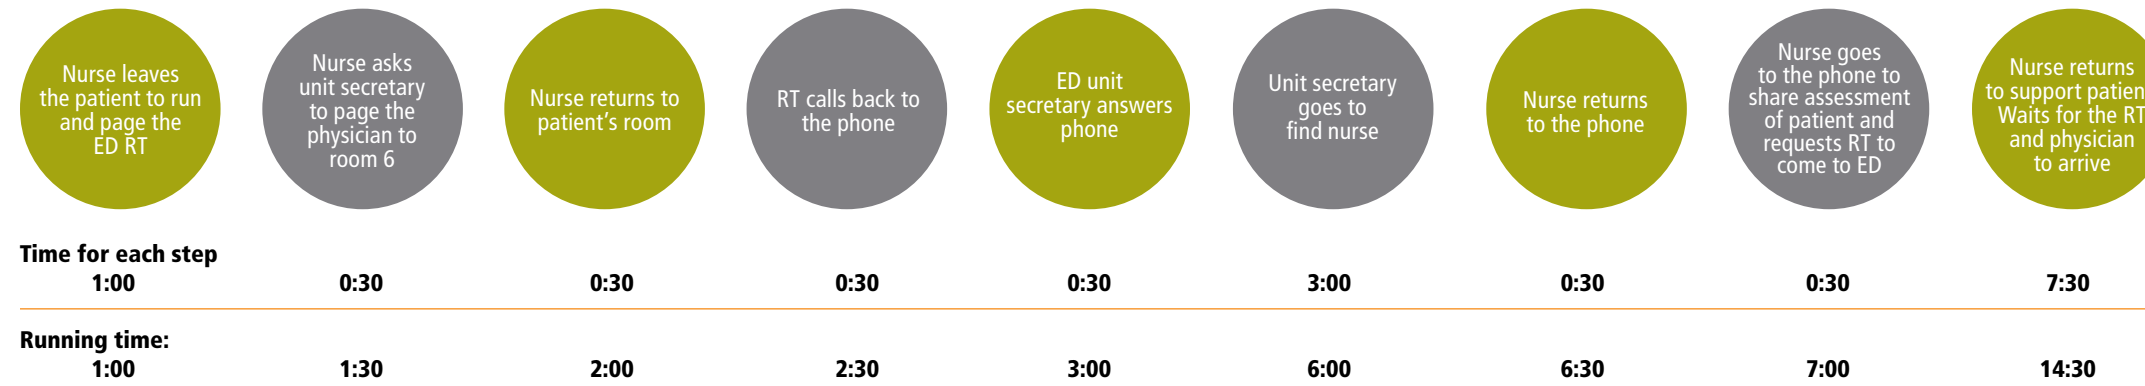 Nurse leaves
the patient to run
and page the
ED RT
Nurse asks
unit secretary
to page the
physician to
room 6
Nurse returns to
patient's room
RT calls back to
the phone
ED unit
secretary answers
phone
Unit secretary
goes to
find nurse
Nurse returns
to the phone
Nurse goes
to the phone to
share assessment
of patient and
requests RT to
come to ED
Nurse returns
to support patien
Waits for the RT
and physician
to arrive
Time for each step
1:00 0:30 0:30 0:30 0:30 3:00 0:30 0:30 7:30
Running time:
1:00 1:30 2:00 2:30 3:00 6:00 6:30 7:00 14:30